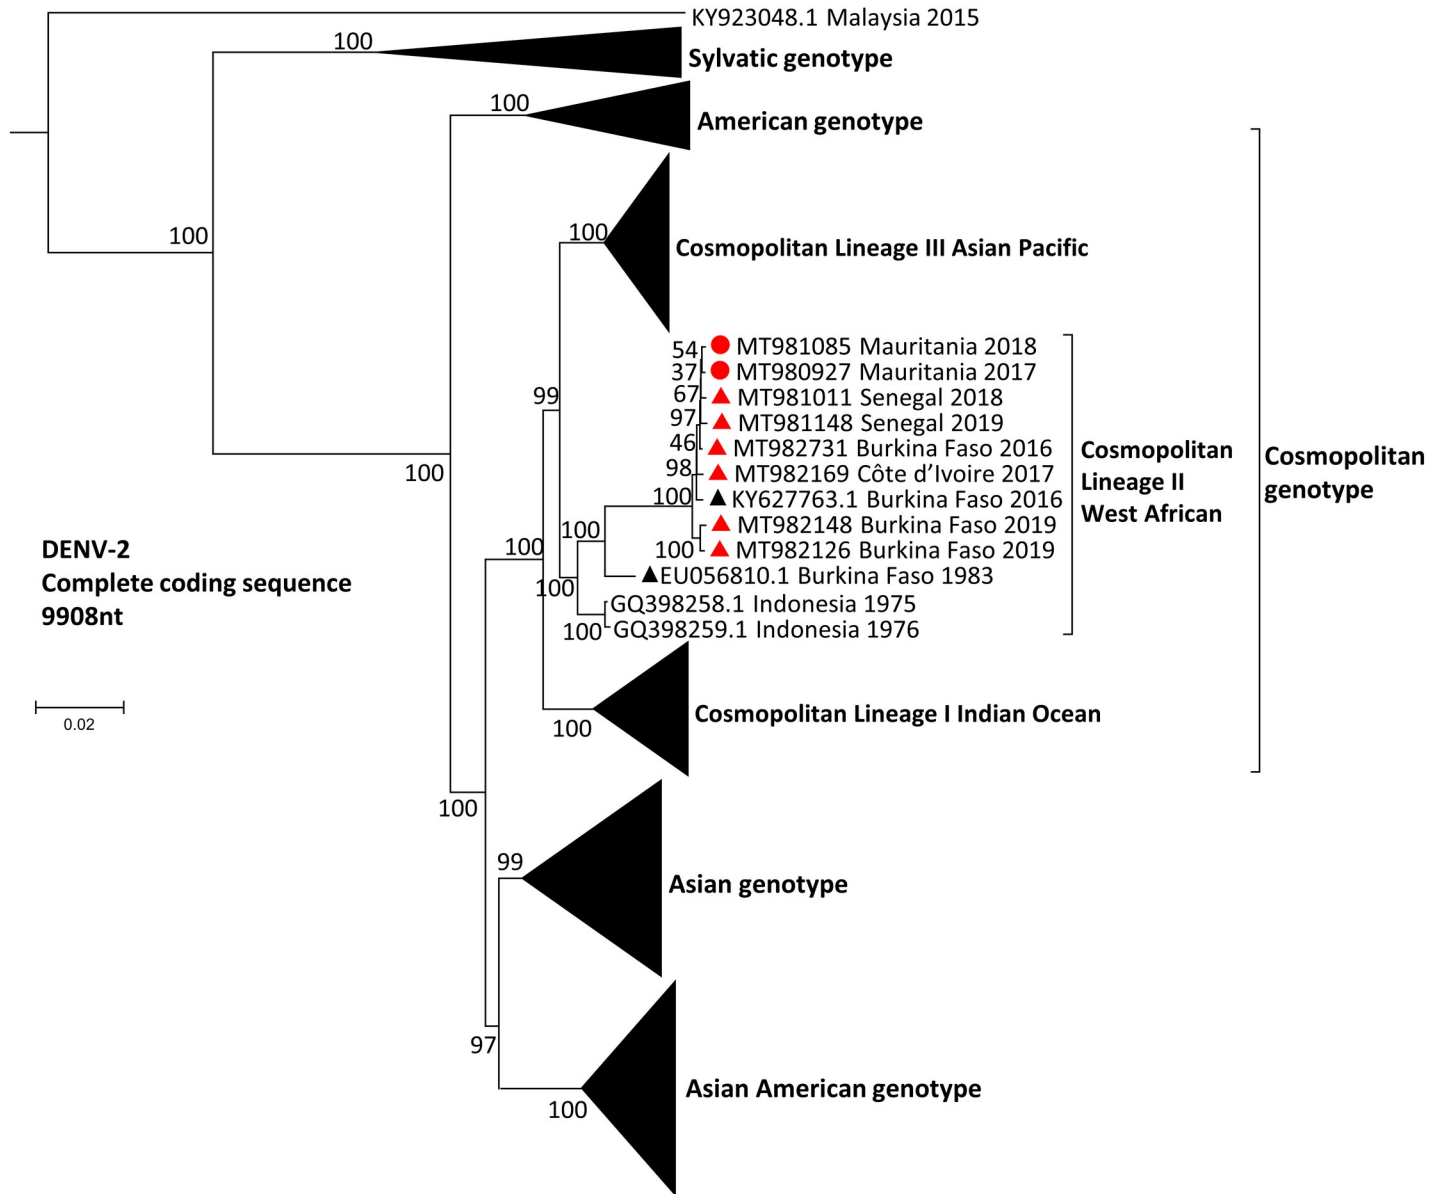 KY923048.1 Malaysia 2015
100
Sylvatic genotype
100
American genotype
100
100
Cosmopolitan Lineage III Asian Pacific
54
MT981085 Mauritania 2018
37
MT980927 Mauritania 2017
67
MT981011 Senegal 2018
97
MT981148 Senegal 2019
46
MT982731 Burkina Faso 2016
98
MT982169 Côte d’Ivoire 2017
100
KY627763.1 Burkina Faso 2016
MT982148 Burkina Faso 2019
100
MT982126 Burkina Faso 2019
EU056810.1 Burkina Faso 1983
GQ398258.1 Indonesia 1975
100
GQ398259.1 Indonesia 1976
Cosmopolitan
Lineage II
West African
Cosmopolitan
genotype
99
100
100
100
100
DENV-2
Complete coding sequence
9908nt
0.02
100
Cosmopolitan Lineage I Indian Ocean
100
99
Asian genotype
97
100
Asian American genotype